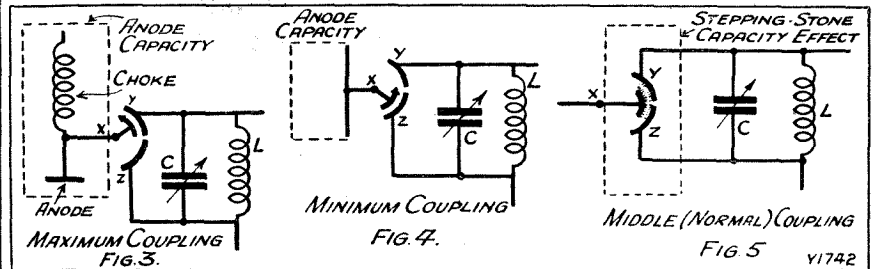 ANODE
CAPACITY
CHOKE
X
Y
Z
C
L
ANODE
MAXIMUM COUPLING
FIG. 3.
ANODE
CAPACITY
X
Y
Z
C
L
MINIMUM COUPLING
FIG. 4.
STEPPING-STONE
CAPACITY EFFECT
X
Y
Z
C
L
MIDDLE (NORMAL) COUPLING
FIG. 5
Y1742